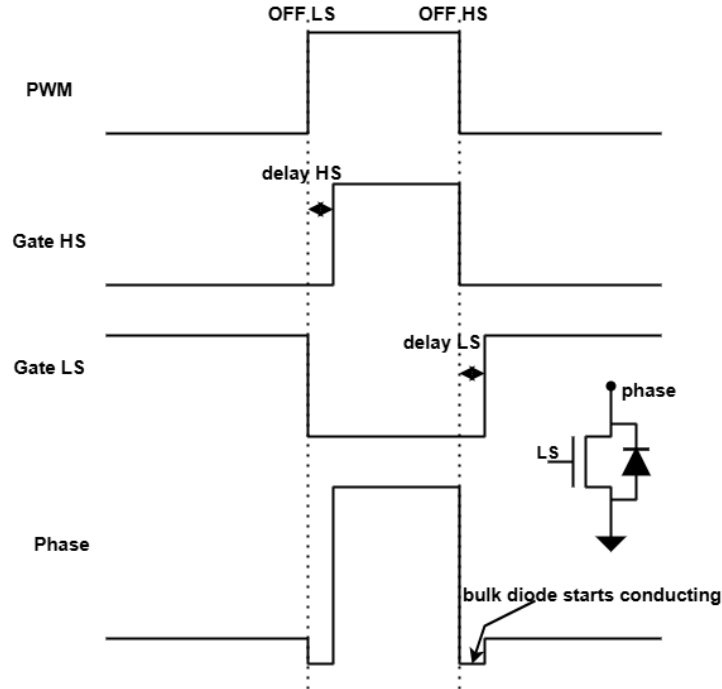 OFF LS
OFF HS
PWM
delay HS
Gate HS
delay LS
Gate LS
phase
LS
Phase
bulk diode starts conducting